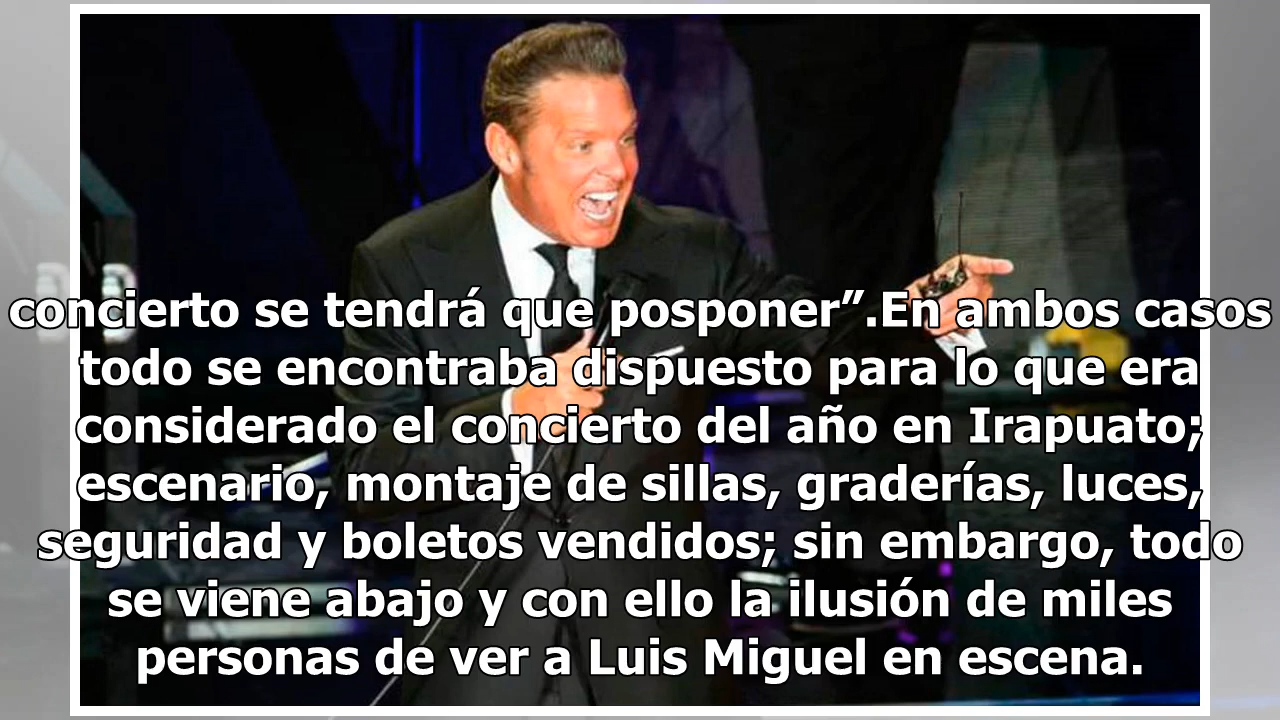 concierto se tendrá que posponer”.En ambos casos
todo se encontraba dispuesto para lo que era
considerado el concierto del año en Irapuato;
escenario, montaje de sillas, graderías, luces,
seguridad y boletos vendidos; sin embargo, todo
se viene abajo y con ello la ilusión de miles
personas de ver a Luis Miguel en escena.